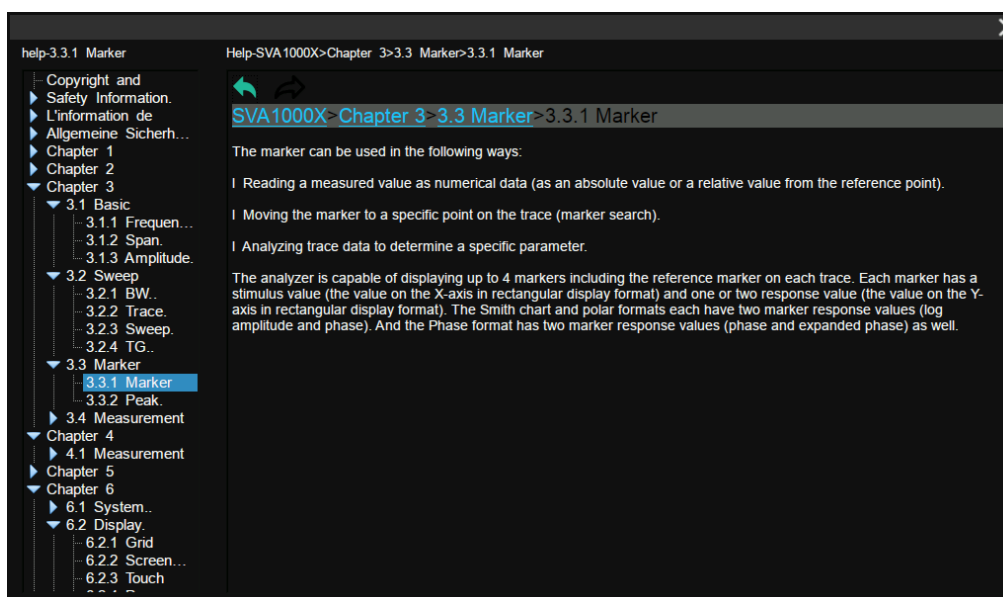 help-3.3.1 Marker
Help-SVA1000X>Chapter 3>3.3 Marker>3.3.1 Marker
Copyright and
Safety Information.
L'information de
Allgemeine Sicherh...
Chapter 1
Chapter 2
Chapter 3
3.1 Basic
3.1.1 Frequen...
3.1.2 Span.
3.1.3 Amplitude.
3.2 Sweep
3.2.1 BW..
3.2.2 Trace.
3.2.3 Sweep.
3.2.4 TG..
3.3 Marker
3.3.1 Marker
3.3.2 Peak.
3.4 Measurement
Chapter 4
4.1 Measurement
Chapter 5
Chapter 6
6.1 System..
6.2 Display.
6.2.1 Grid
6.2.2 Screen...
6.2.3 Touch
SVA1000X>Chapter 3>3.3 Marker>3.3.1 Marker
The marker can be used in the following ways:
l Reading a measured value as numerical data (as an absolute value or a relative value from the reference point).
l Moving the marker to a specific point on the trace (marker search).
l Analyzing trace data to determine a specific parameter.
The analyzer is capable of displaying up to 4 markers including the reference marker on each trace. Each marker has a
stimulus value (the value on the X-axis in rectangular display format) and one or two response value (the value on the Y-
axis in rectangular display format). The Smith chart and polar formats each have two marker response values (log
amplitude and phase). And the Phase format has two marker response values (phase and expanded phase) as well.